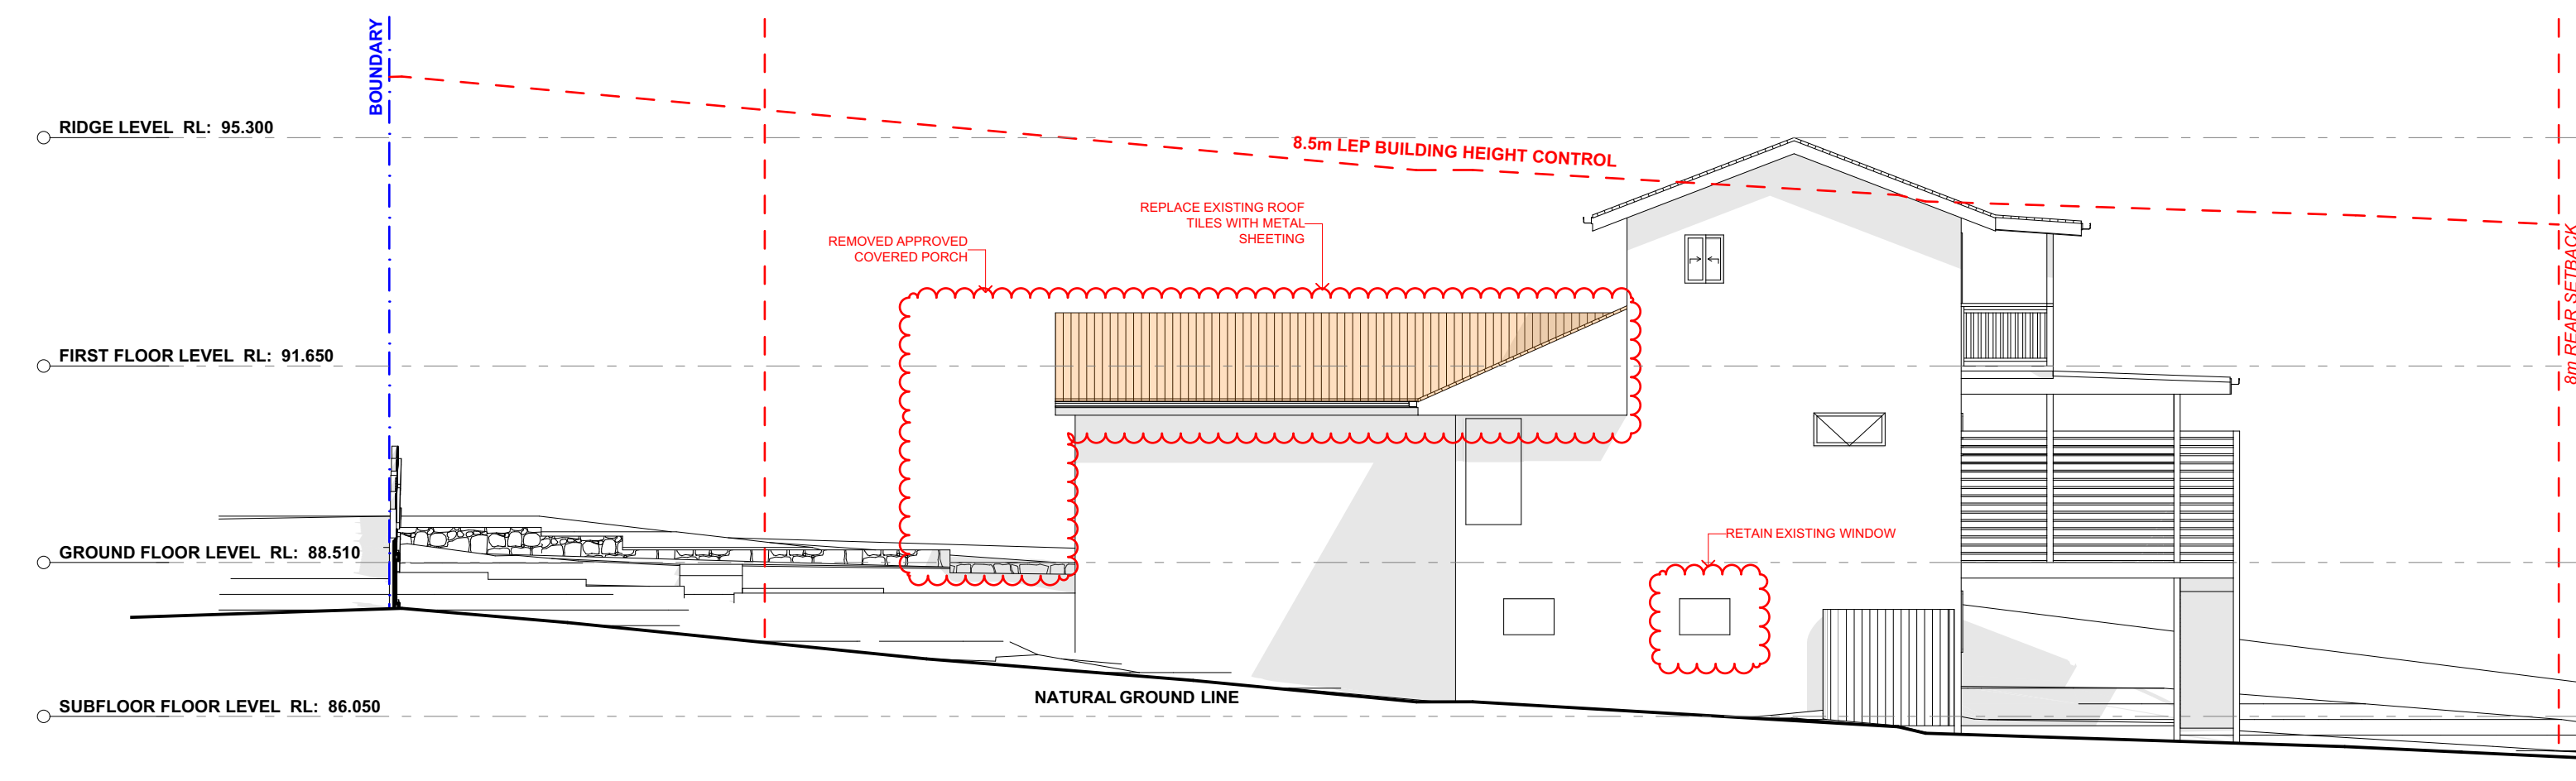 BOUNDARY
RIDGE LEVEL  RL:  95.300
8.5m LEP BUILDING HEIGHT CONTROL
REPLACE EXISTING ROOF
TILES WITH METAL
SHEETING
REMOVED APPROVED
COVERED PORCH
8m REAR SETBACK
FIRST FLOOR LEVEL  RL:  91.650
RETAIN EXISTING WINDOW
GROUND FLOOR LEVEL  RL:  88.510
NATURAL GROUND LINE
SUBFLOOR FLOOR LEVEL  RL:  86.050